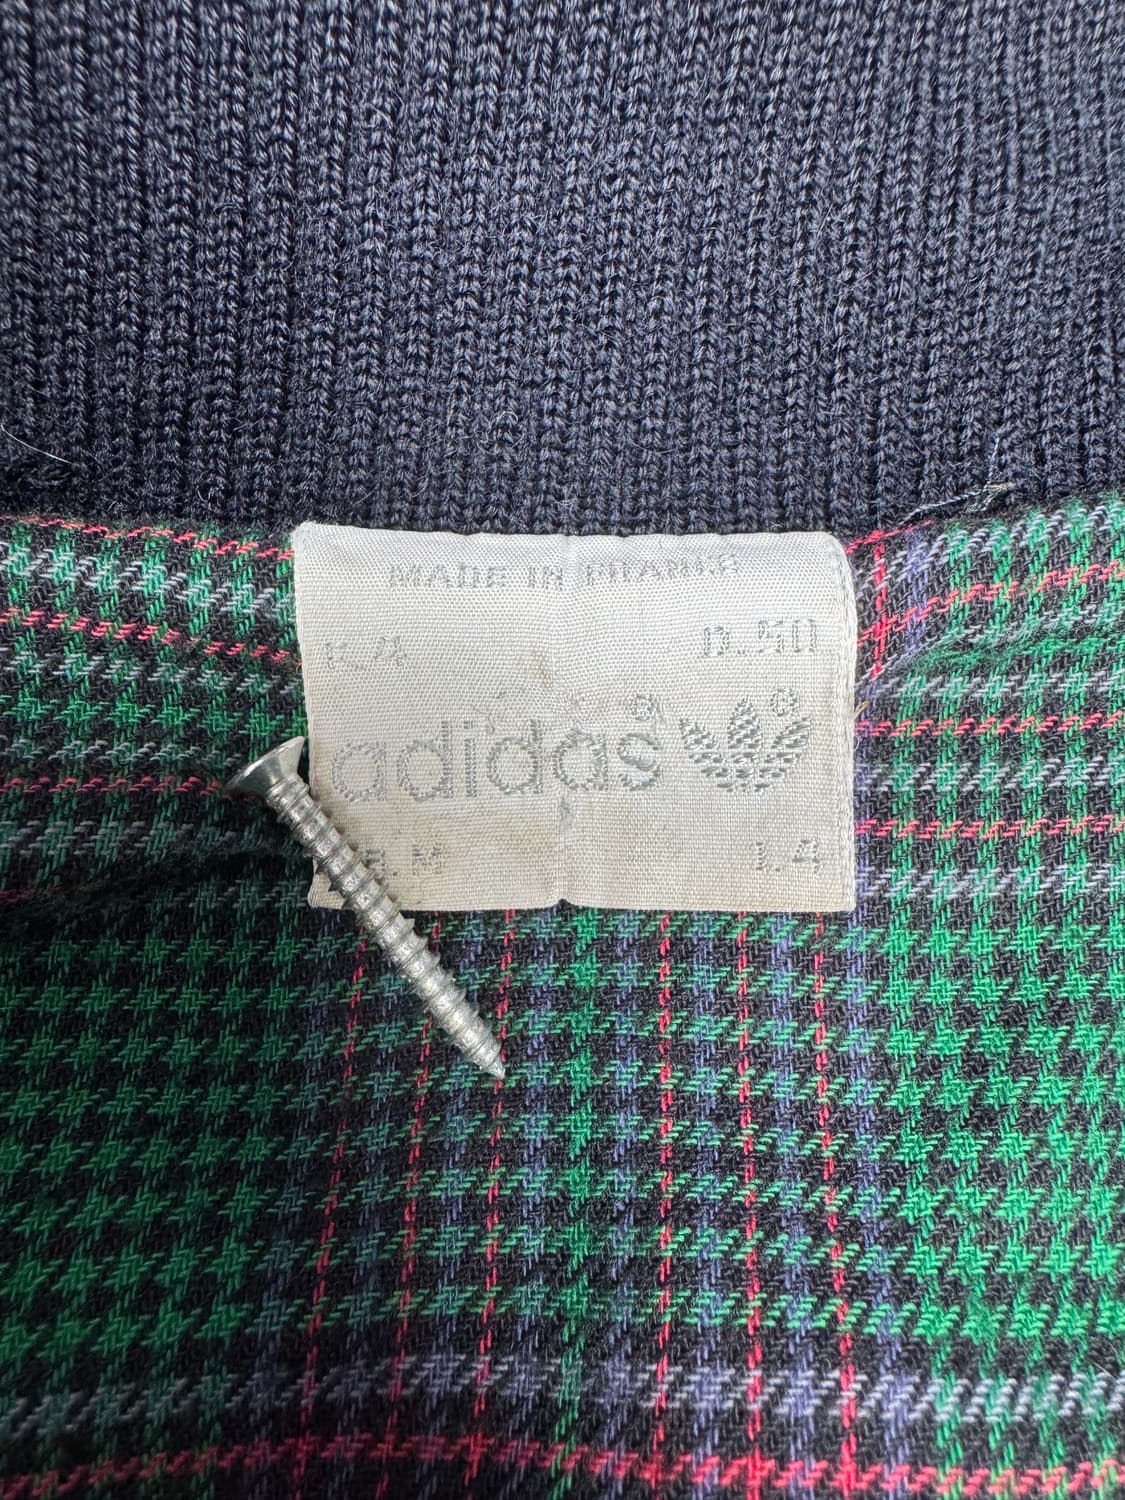 MADE IN FRANCE
F.4 D.50
adidas ®
M I.4